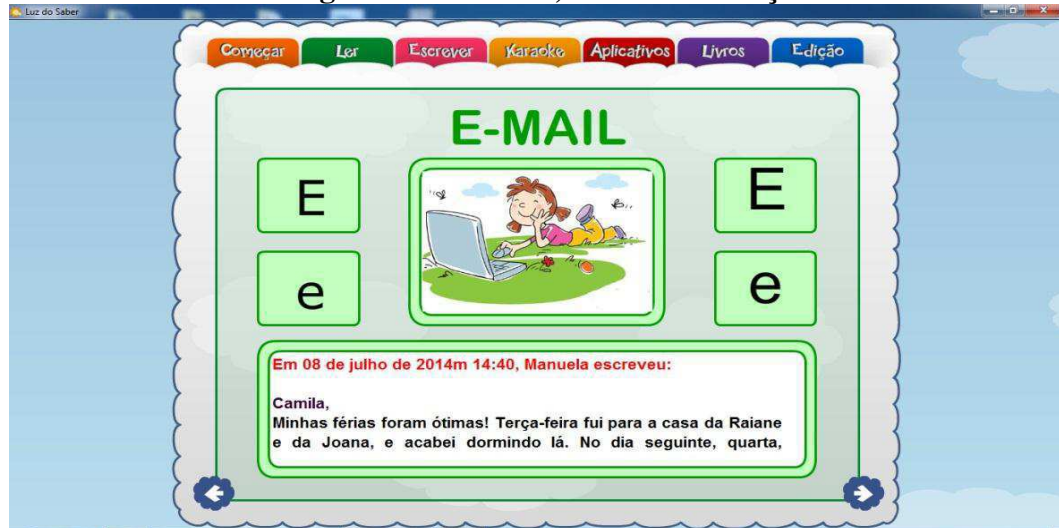 Luz do Saber
Começar Ler Escrever Karaoke Aplicativos Livros Edição
E-MAIL
E E
e e
Em 08 de julho de 2014m 14:40, Manuela escreveu:
Camila,
Minhas férias foram ótimas! Terça-feira fui para a casa da Raiane
e da Joana, e acabei dormindo lá. No dia seguinte, quarta,